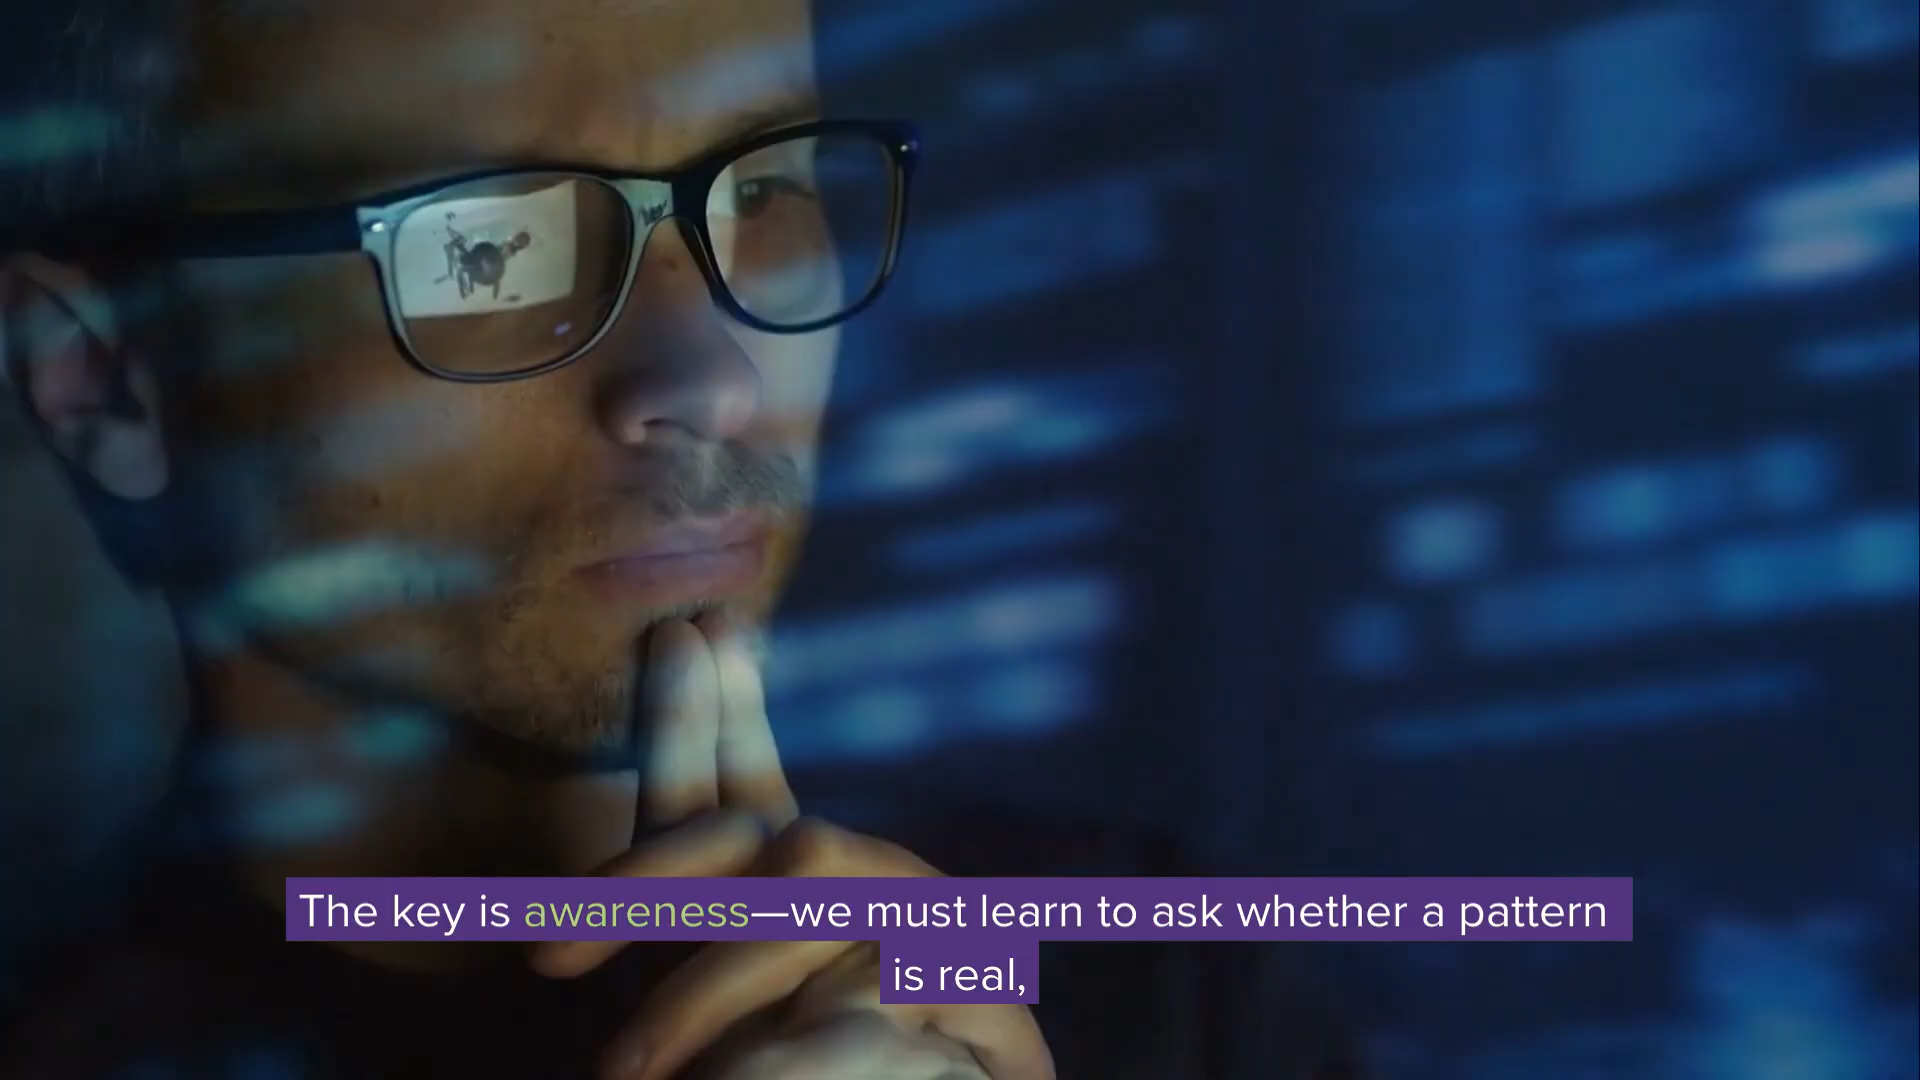 The key is awareness—we must learn to ask whether a pattern
is real,